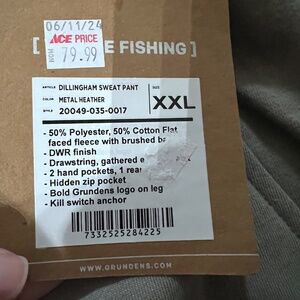 06/11/24
ACE PRICE
NOW 79.99
[ E FISHING ]
ARTICLE DILLINGHAM SWEAT PANT
COLOR METAL HEATHER
STYLE 20049-035-0017
SIZE
XXL
- 50% Polyester, 50% Cotton Flat
faced fleece with brushed ba
- DWR finish
- Drawstring, gathered e
- 2 hand pockets, 1 rear
- Hidden zip pocket
- Bold Grundens logo on leg
- Kill switch anchor
7332525284225
WWW.GRUNDENS.COM